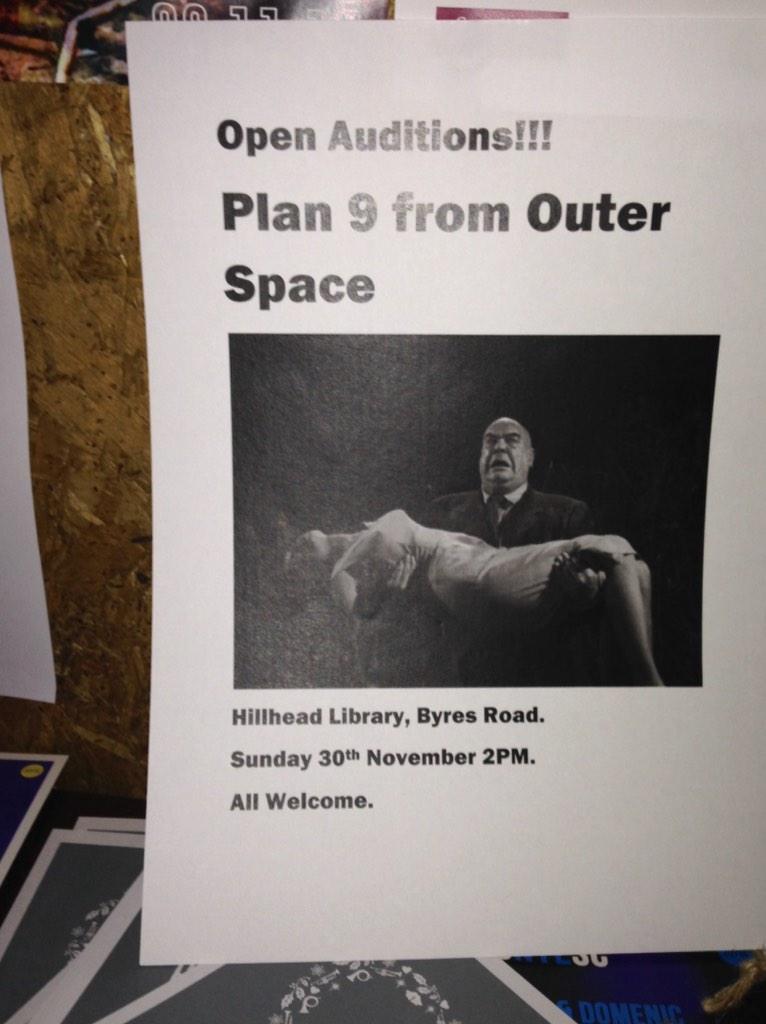 Open Auditions!!!
Plan 9 from Outer
Space
Hillhead Library, Byres Road.
Sunday 30th November 2PM.
All Welcome.
& DOMENIC